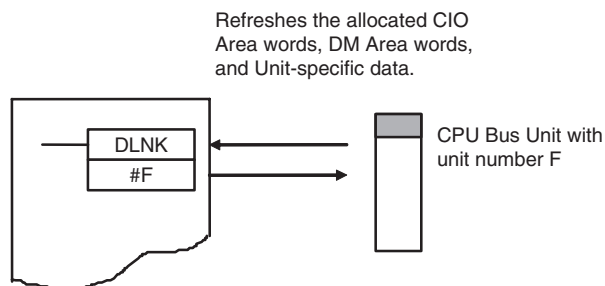 Refreshes the allocated CIO
Area words, DM Area words,
and Unit-specific data.
DLNK
#F
CPU Bus Unit with
unit number F